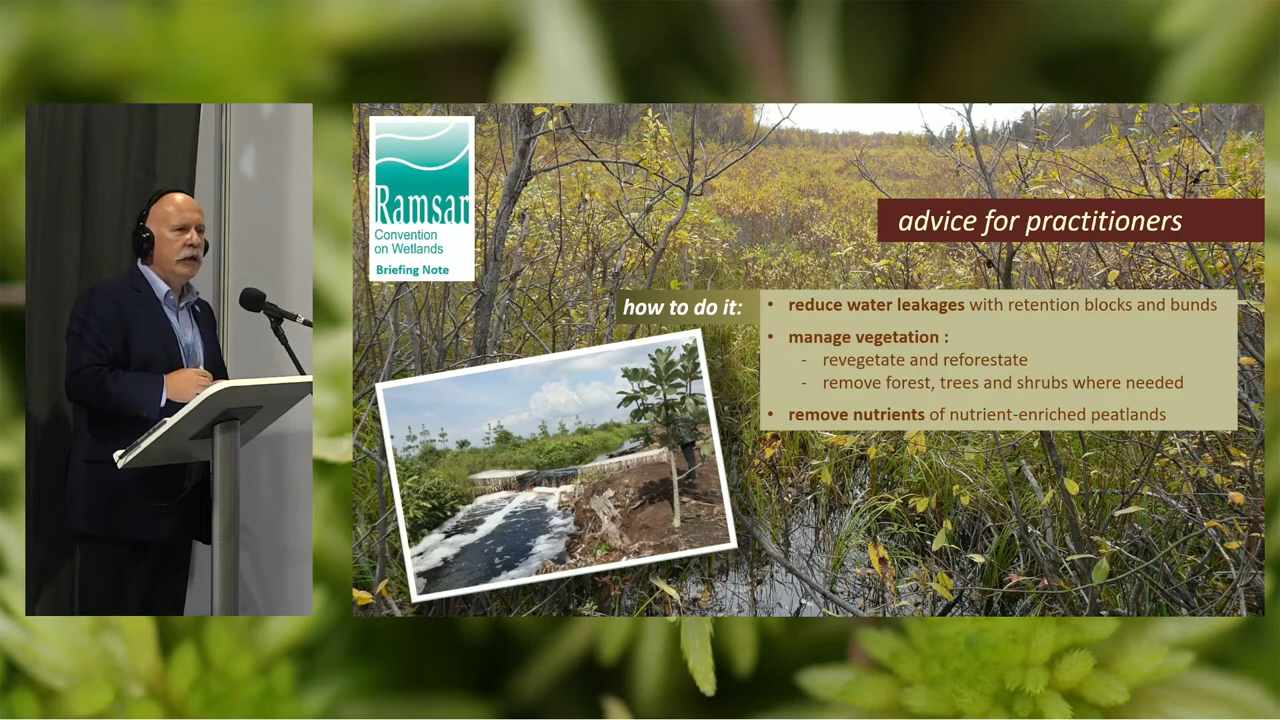 Ramsar
Convention
on Wetlands
Briefing Note
advice for practitioners
how to do it:
• reduce water leakages with retention blocks and bunds
• manage vegetation :
- revegetate and reforestate
- remove forest, trees and shrubs where needed
• remove nutrients of nutrient-enriched peatlands